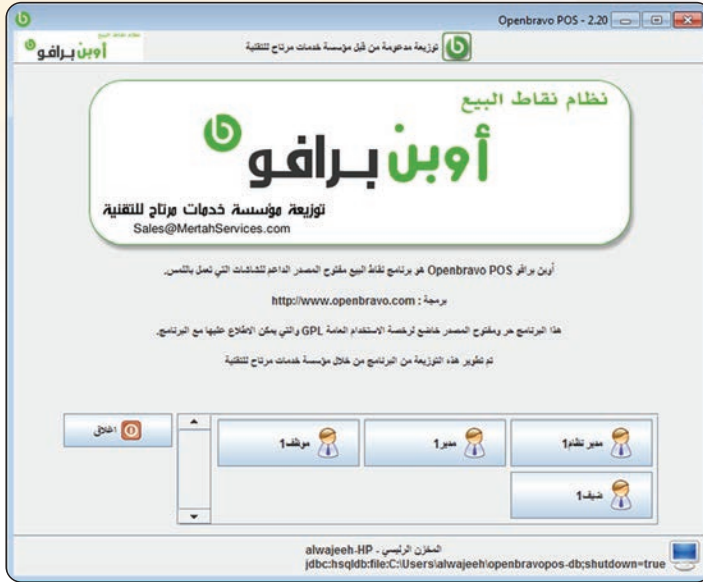 Openbravo POS - 2.20
توزيعة مدعومة من قبل مؤسسة خدمات مرتاح للتقنية
نظام نقاط البيع
أوبن برافو
نظام نقاط البيع
أوبن برافو
توزيعة مؤسسة خدمات مرتاح للتقنية
Sales@MertahServices.com
أوبن برافو Openbravo POS هو برنامج نقاط البيع مفتوح المصدر الداعم للشاشات التي تعمل باللمس.
برمجة : http://www.openbravo.com
هذا البرنامج حر ومفتوح المصدر خاضع لرخصة الاستخدام العامة GPL والتي يمكن الاطلاع عليها مع البرنامج.
تم تطوير هذه التوزيعة من البرنامج من خلال مؤسسة خدمات مرتاح للتقنية
مدير نظام1
مدير1
موظف1
اغلاق
ضيف1
المخزن الرئيسي - alwajeeh-HP
jdbc:hsqldb:file:C:\Users\alwajeeh\openbravopos-db;shutdown=true